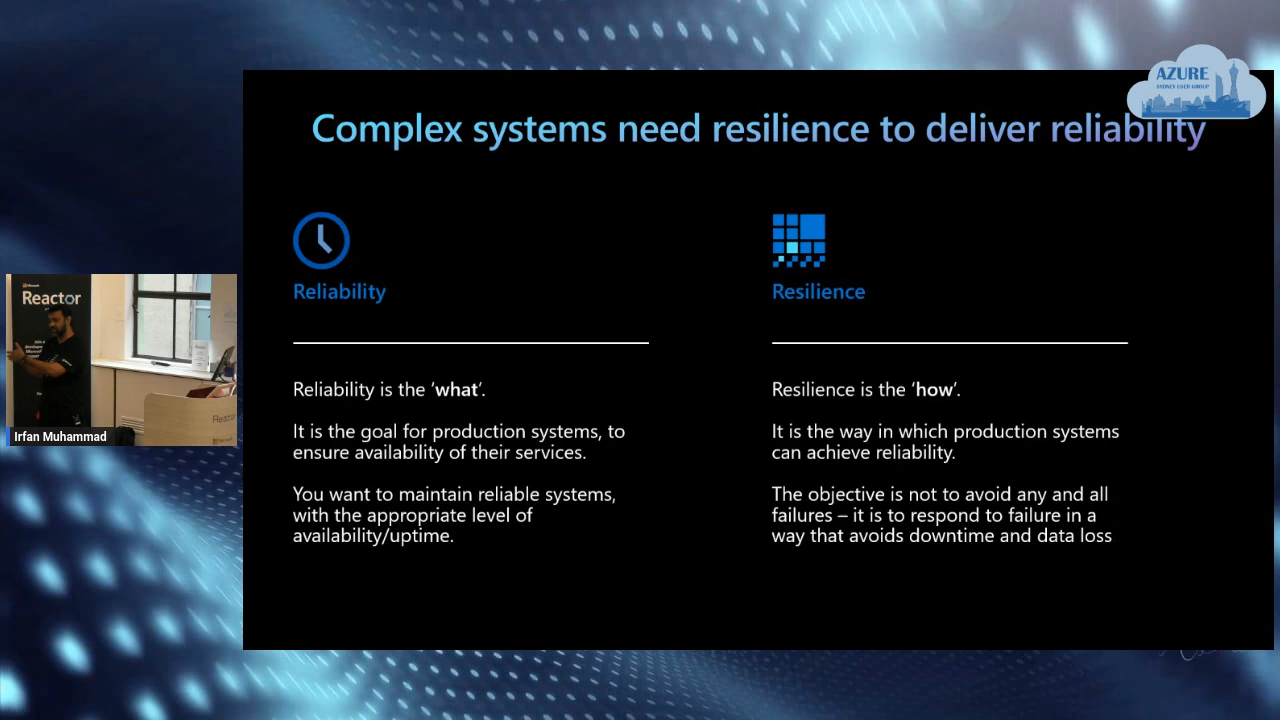 AZURE
SYDNEY USER GROUP
Complex systems need resilience to deliver reliability
Reliability
Resilience
Reliability is the ‘what’.
It is the goal for production systems, to
ensure availability of their services.
You want to maintain reliable systems,
with the appropriate level of
availability/uptime.
Resilience is the ‘how’.
It is the way in which production systems
can achieve reliability.
The objective is not to avoid any and all
failures – it is to respond to failure in a
way that avoids downtime and data loss
Microsoft
Reactor
Irfan Muhammad